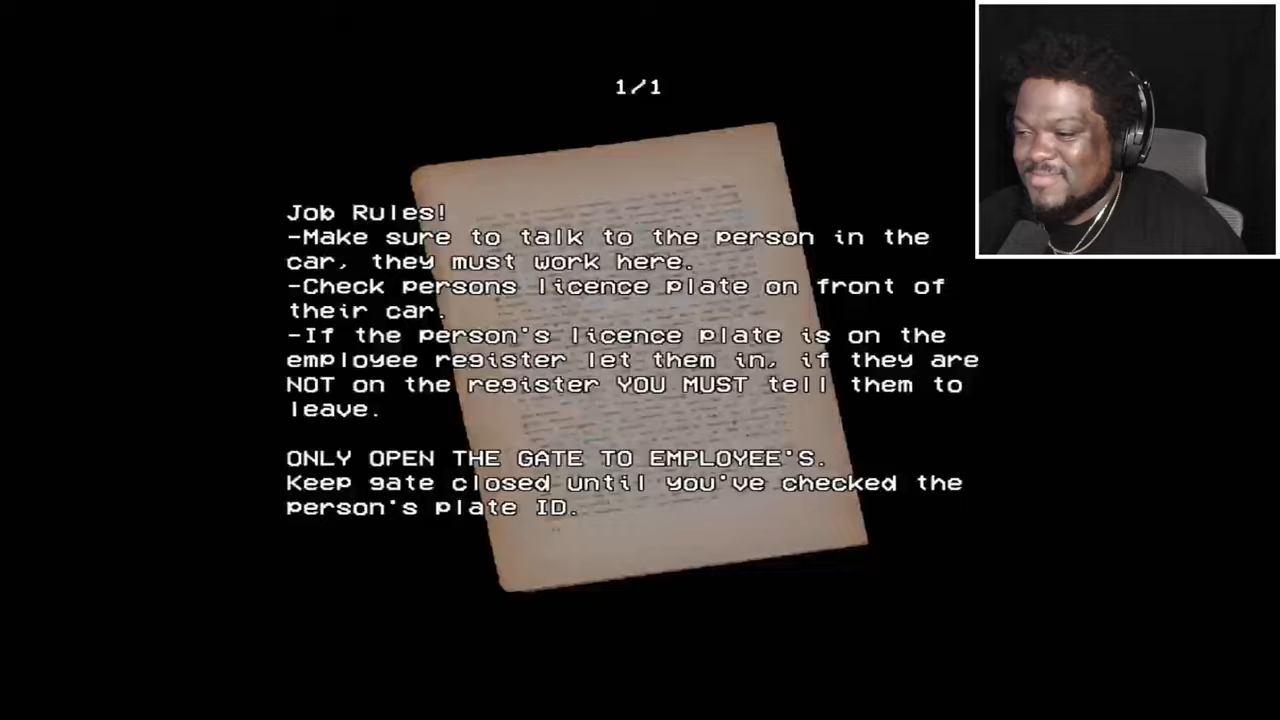 1/1
Job Rules!
-Make sure to talk to the person in the
car, they must work here.
-Check persons licence plate on front of
their car.
-If the person's licence plate is on the
employee register let them in, if they are
NOT on the register YOU MUST tell them to
leave.
ONLY OPEN THE GATE TO EMPLOYEE'S.
Keep gate closed until you've checked the
person's plate ID.